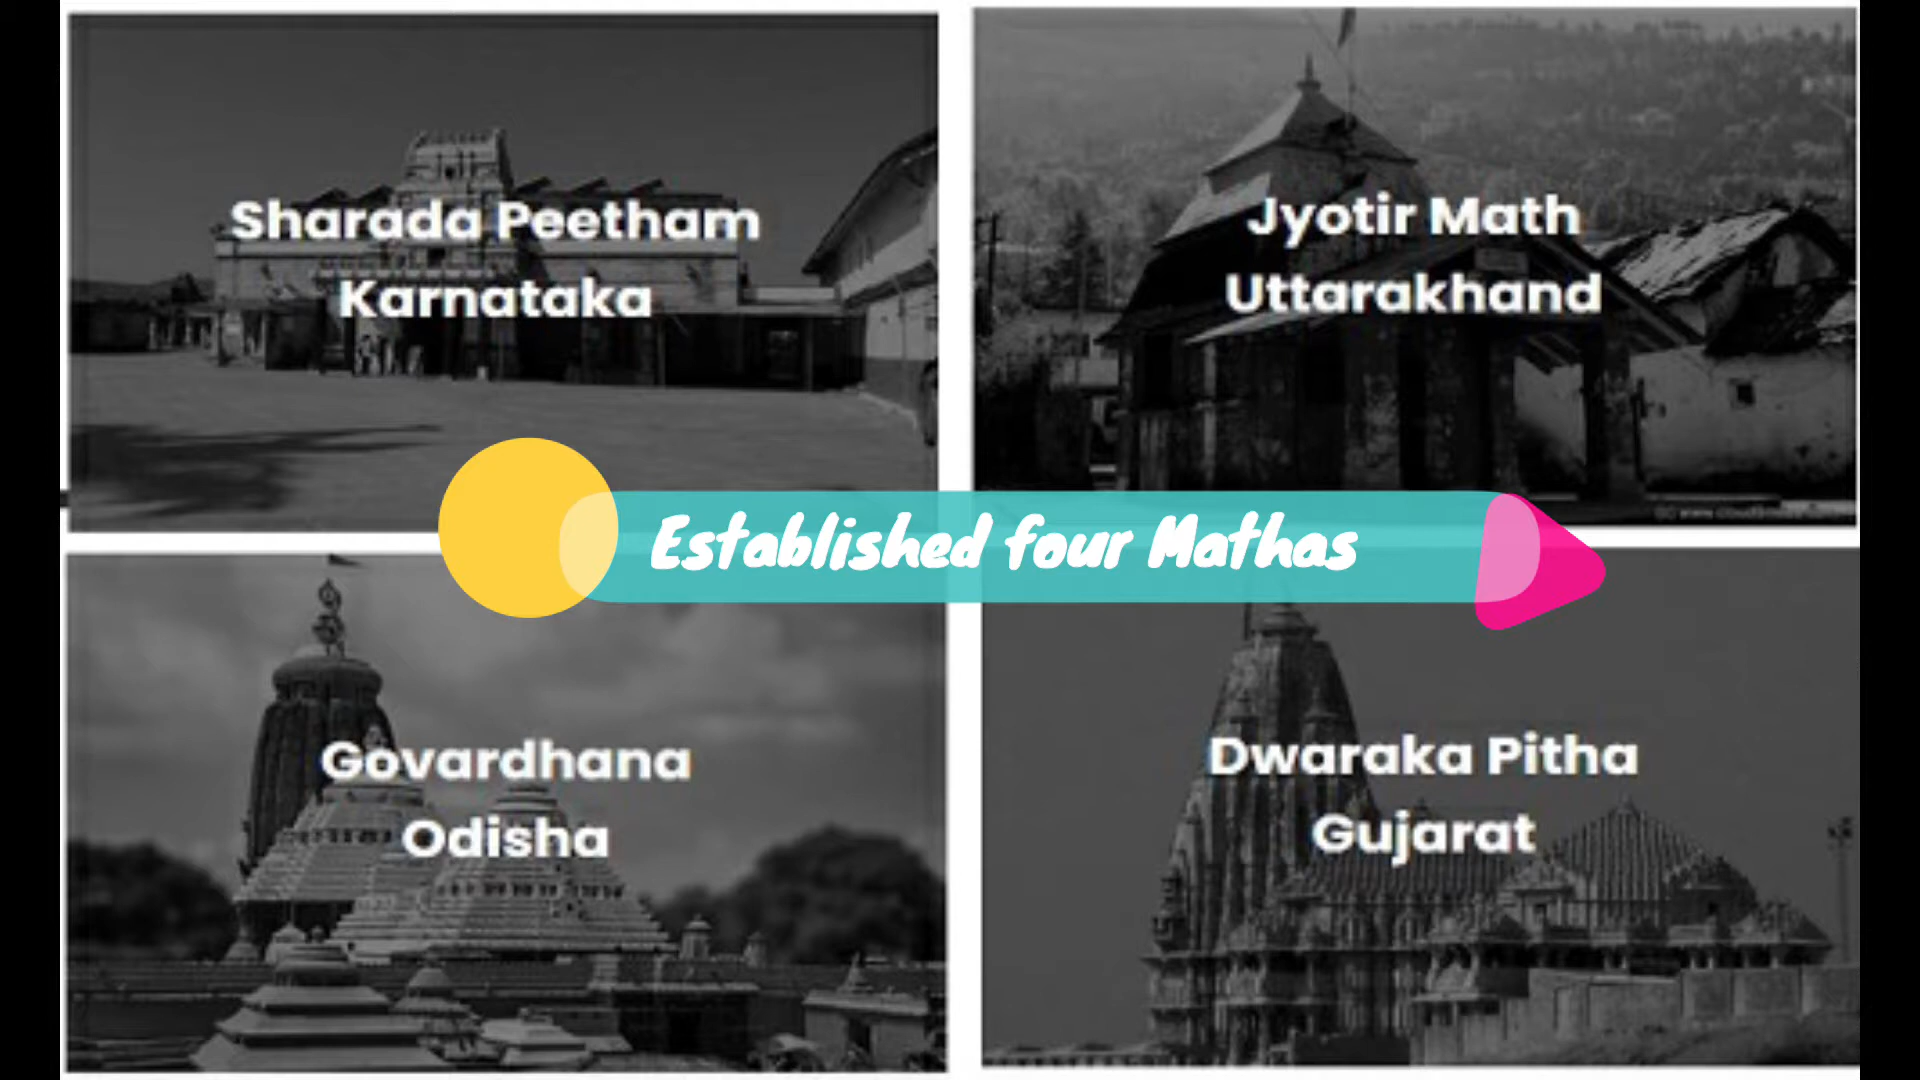 Sharada Peetham
Karnataka
Jyotir Math
Uttarakhand
Established four Mathas
Govardhana
Odisha
Dwaraka Pitha
Gujarat